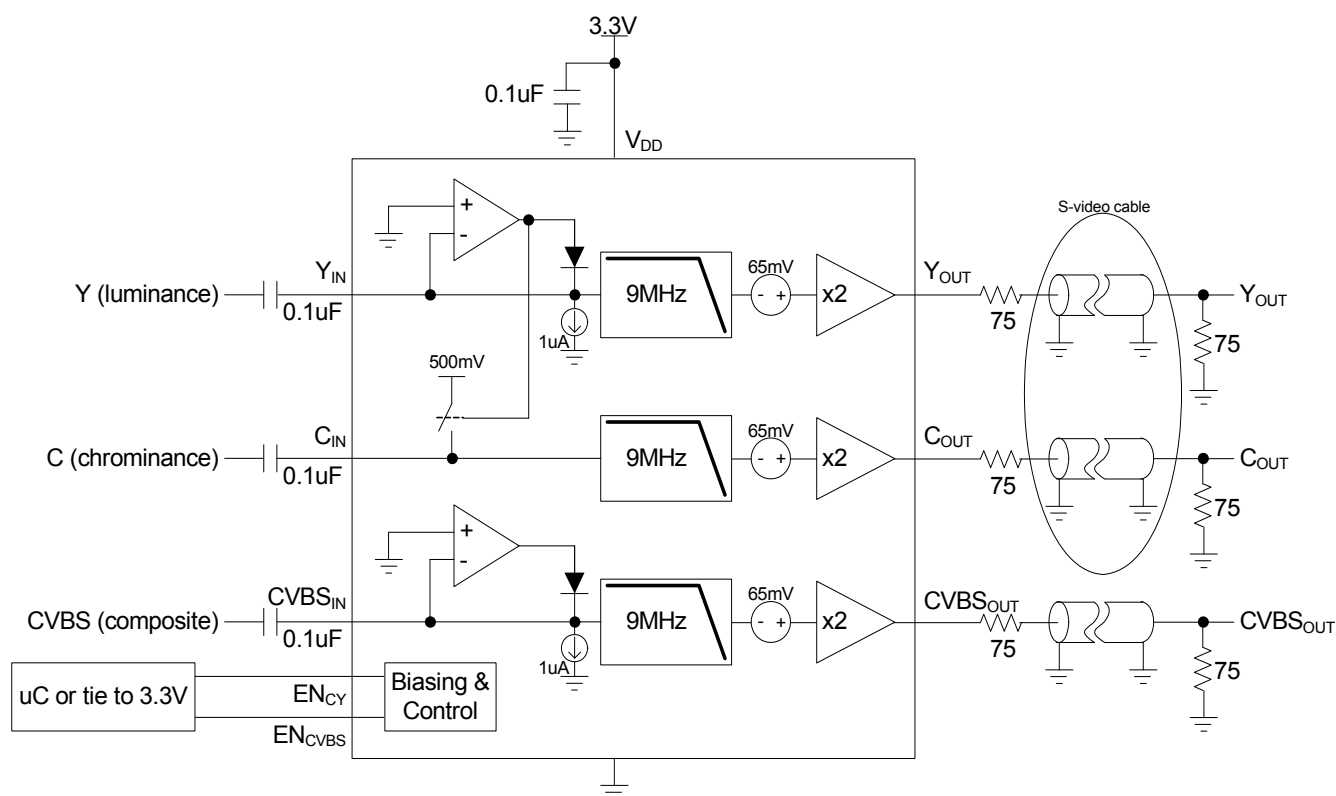 3.3V
0.1uF
VDD
S-video cable
+
-
YIN
Y (luminance)
0.1uF
9MHz
65mV
- +
x2
YOUT
75
YOUT
75
1uA
500mV
CIN
C (chrominance)
0.1uF
9MHz
65mV
- +
x2
COUT
75
COUT
75
+
-
CVBSIN
CVBS (composite)
0.1uF
9MHz
65mV
- +
x2
CVBSOUT
75
CVBSOUT
75
1uA
uC or tie to 3.3V
ENCY
ENCVBS
Biasing &
Control